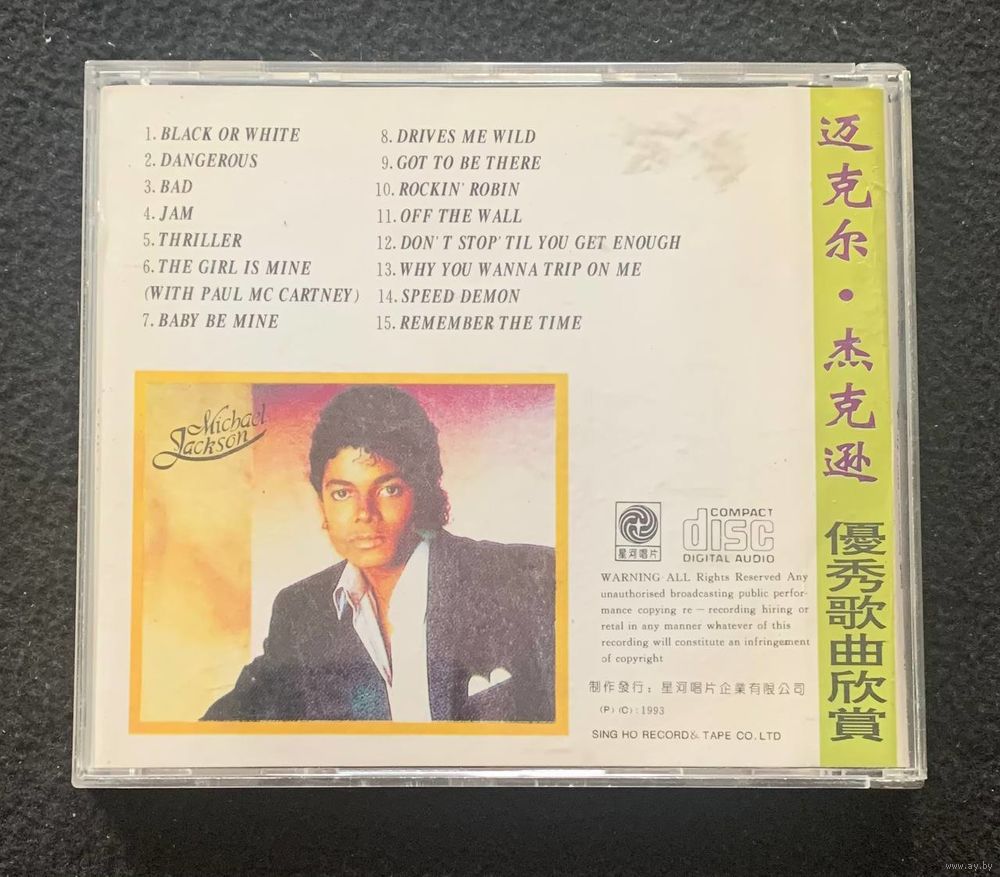 1. BLACK OR WHITE
2. DANGEROUS
3. BAD
4. JAM
5. THRILLER
6. THE GIRL IS MINE
(WITH PAUL MC CARTNEY)
7. BABY BE MINE
8. DRIVES ME WILD
9. GOT TO BE THERE
10. ROCKIN' ROBIN
11. OFF THE WALL
12. DON'T STOP' TIL YOU GET ENOUGH
13. WHY YOU WANNA TRIP ON ME
14. SPEED DEMON
15. REMEMBER THE TIME
Michael
Jackson
星河唱片
COMPACT
disc
DIGITAL AUDIO
WARNING ALL Rights Reserved Any
unauthorised broadcasting public perfor-
mance copying re — recording hiring or
retal in any manner whatever of this
recording will constitute an infringement
of copyright
制作發行：星河唱片企業有限公司
(P) (C) : 1993
SING HO RECORD & TAPE CO. LTD
迈克尔・杰克逊
優秀歌曲欣賞
www.ay.by